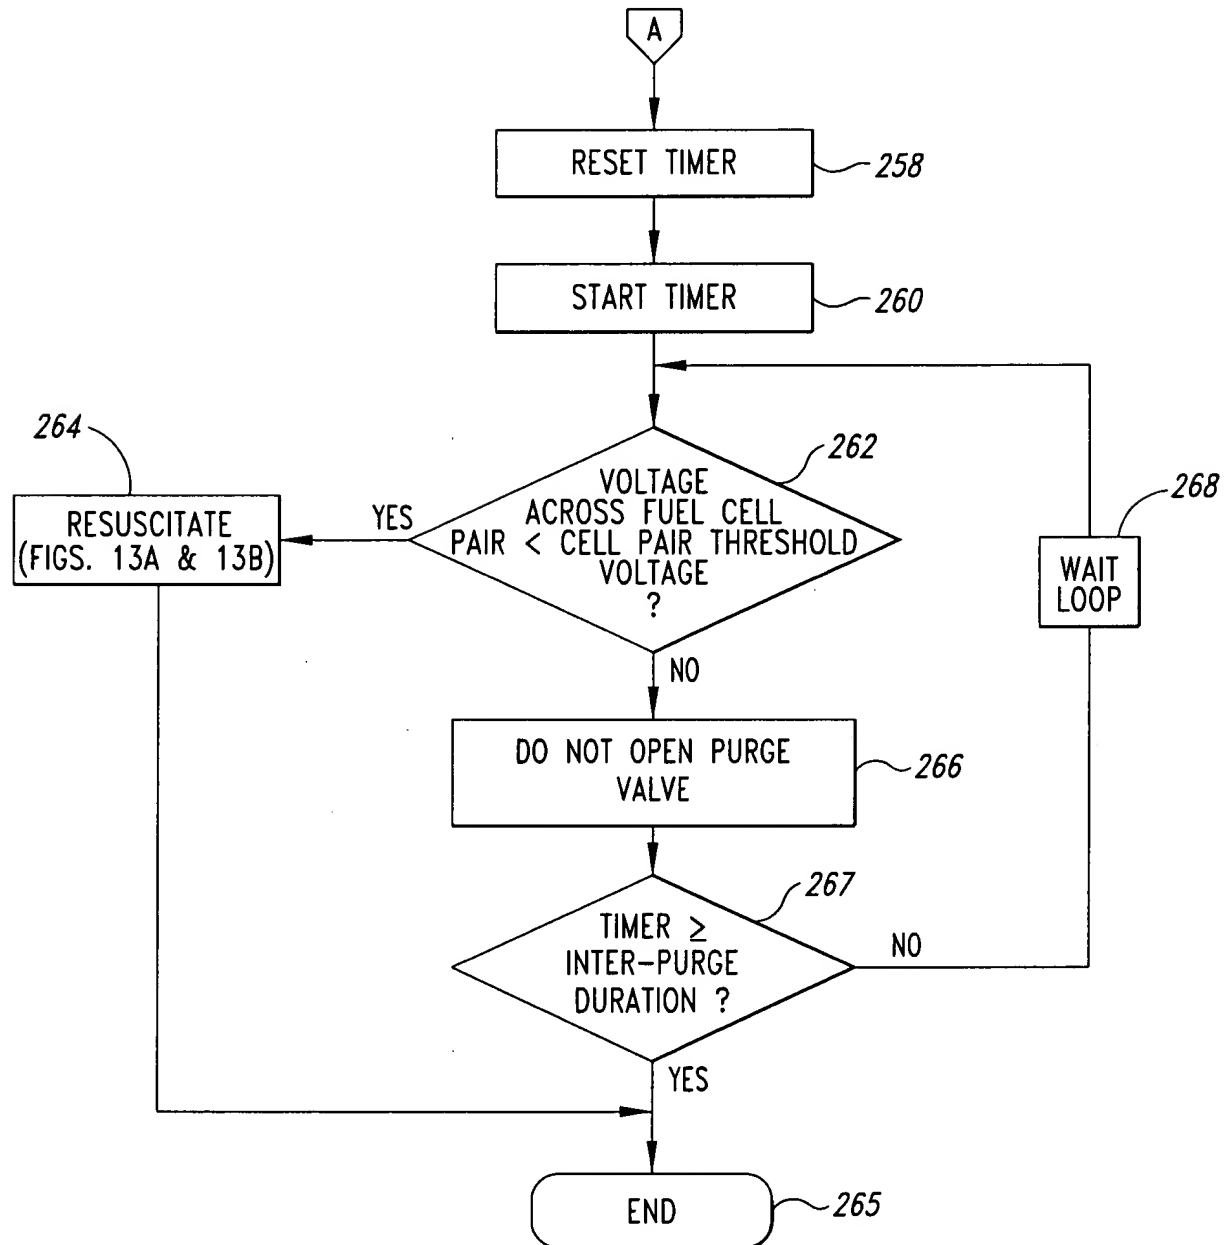 A
RESET TIMER
258
START TIMER
260
264
262
VOLTAGE
ACROSS FUEL CELL
PAIR < CELL PAIR THRESHOLD
VOLTAGE
?
YES
RESUSCITATE
(FIGS. 13A & 13B)
268
WAIT
LOOP
NO
DO NOT OPEN PURGE
VALVE
266
267
TIMER ≥
INTER-PURGE
DURATION ?
NO
YES
END
265